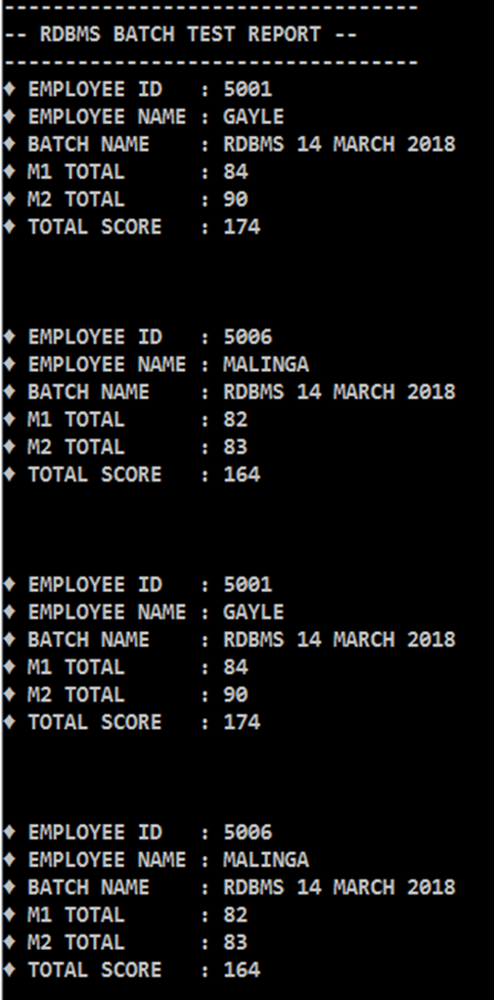 ----------------------------------
-- RDBMS BATCH TEST REPORT --
----------------------------------
♦ EMPLOYEE ID   : 5001
♦ EMPLOYEE NAME : GAYLE
♦ BATCH NAME    : RDBMS 14 MARCH 2018
♦ M1 TOTAL      : 84
♦ M2 TOTAL      : 90
♦ TOTAL SCORE   : 174
♦ EMPLOYEE ID   : 5006
♦ EMPLOYEE NAME : MALINGA
♦ BATCH NAME    : RDBMS 14 MARCH 2018
♦ M1 TOTAL      : 82
♦ M2 TOTAL      : 83
♦ TOTAL SCORE   : 164
♦ EMPLOYEE ID   : 5001
♦ EMPLOYEE NAME : GAYLE
♦ BATCH NAME    : RDBMS 14 MARCH 2018
♦ M1 TOTAL      : 84
♦ M2 TOTAL      : 90
♦ TOTAL SCORE   : 174
♦ EMPLOYEE ID   : 5006
♦ EMPLOYEE NAME : MALINGA
♦ BATCH NAME    : RDBMS 14 MARCH 2018
♦ M1 TOTAL      : 82
♦ M2 TOTAL      : 83
♦ TOTAL SCORE   : 164